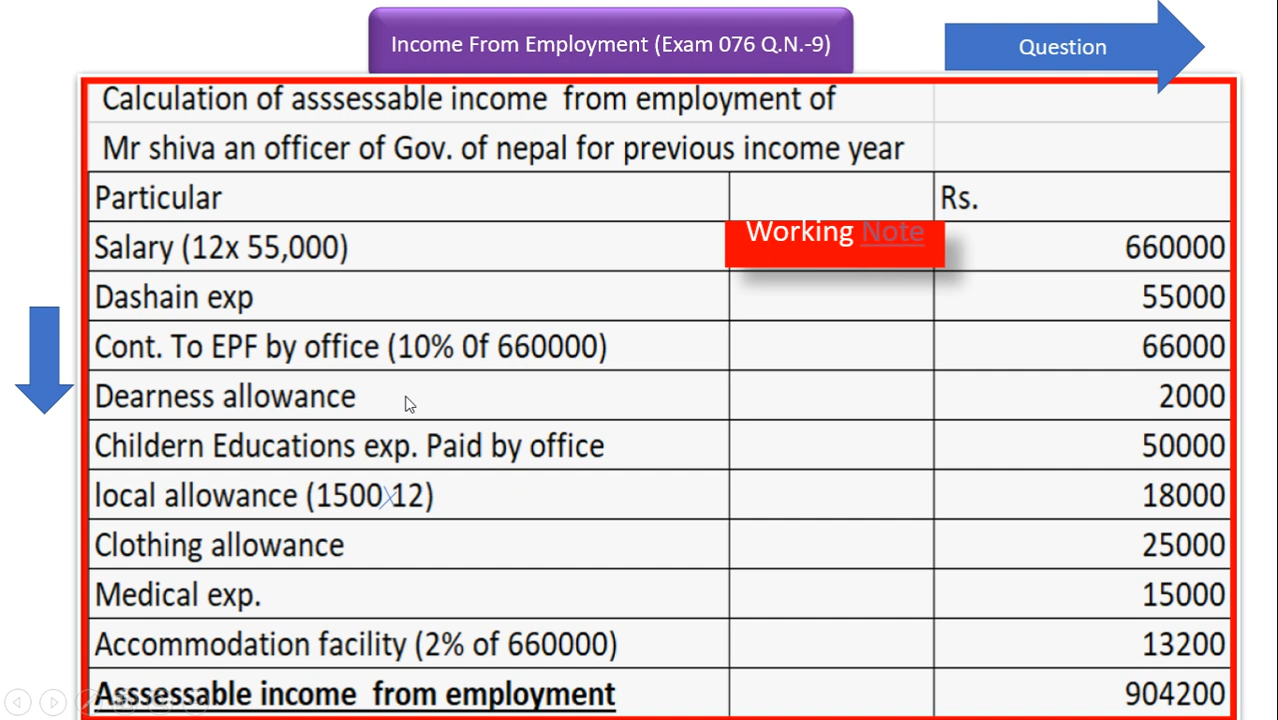 Income From Employment (Exam 076 Q.N.-9)
Question
Calculation of asssessable income from employment of
Mr shiva an officer of Gov. of nepal for previous income year
Particular Rs.
Working Note
Salary (12x 55,000) 660000
Dashain exp 55000
Cont. To EPF by office (10% 0f 660000) 66000
Dearness allowance 2000
Childern Educations exp. Paid by office 50000
local allowance (1500x12) 18000
Clothing allowance 25000
Medical exp. 15000
Accommodation facility (2% of 660000) 13200
Asssessable income from employment 904200